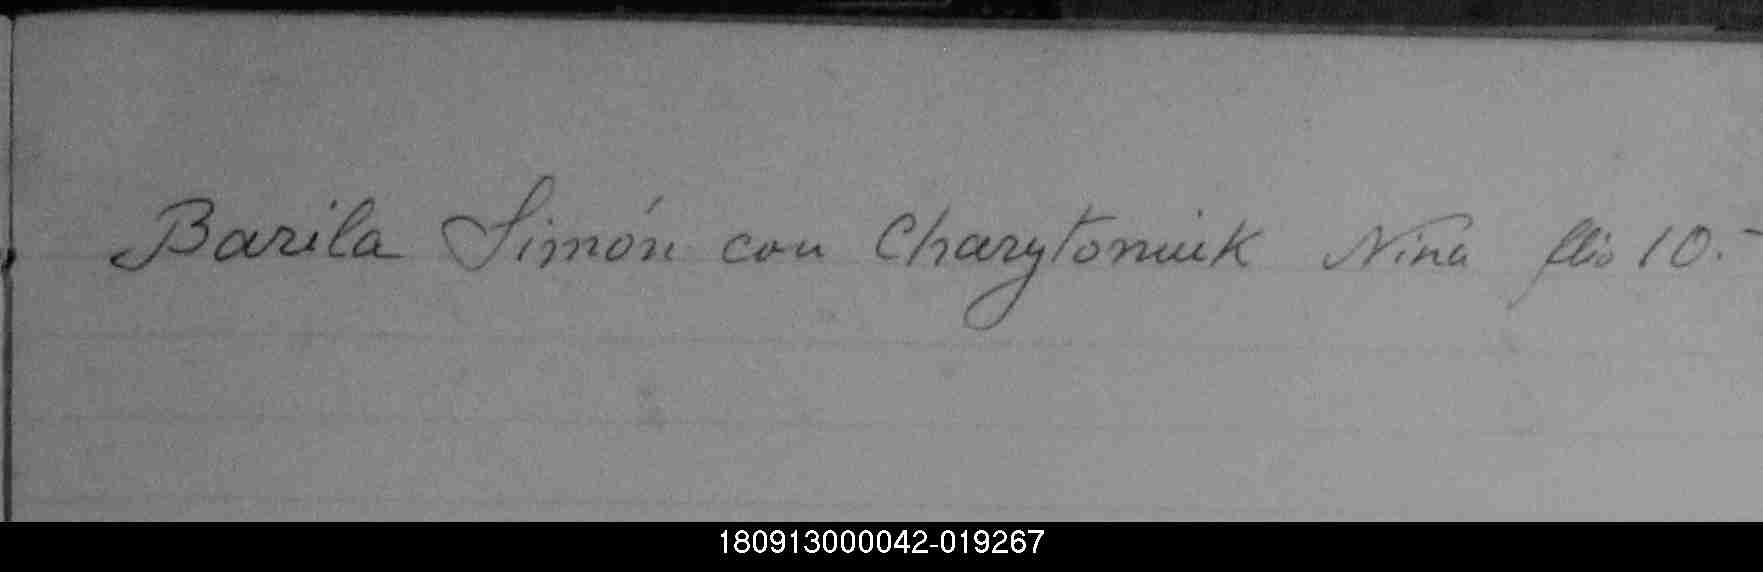 Barila Simón con Charytoniuk Nina flio 10.-
180913000042-019267